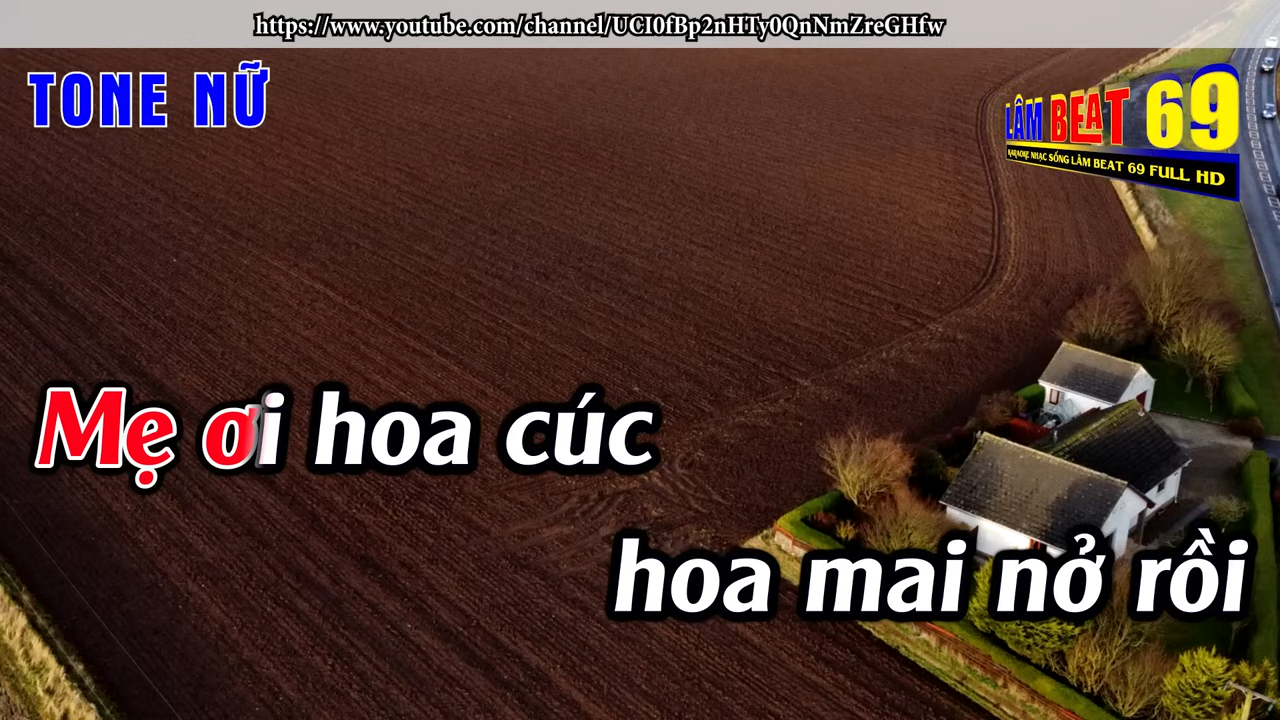 https://www.youtube.com/channel/UCI0fBp2nHTy0QnNmZreGHfw
TONE NỮ
LÂM BEAT 69
KARAOKE NHẠC SỐNG LÂM BEAT 69 FULL HD
Mẹ ơi hoa cúc
hoa mai nở rồi